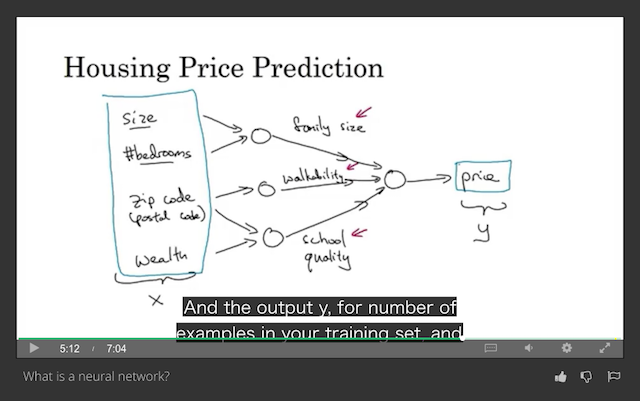 Housing Price Prediction
size
#bedrooms
zip code
(postal code)
wealth
x
family size
walkability
school
quality
price
y
And the output y, for number of
examples in your training set, and
5:12 / 7:04
What is a neural network?